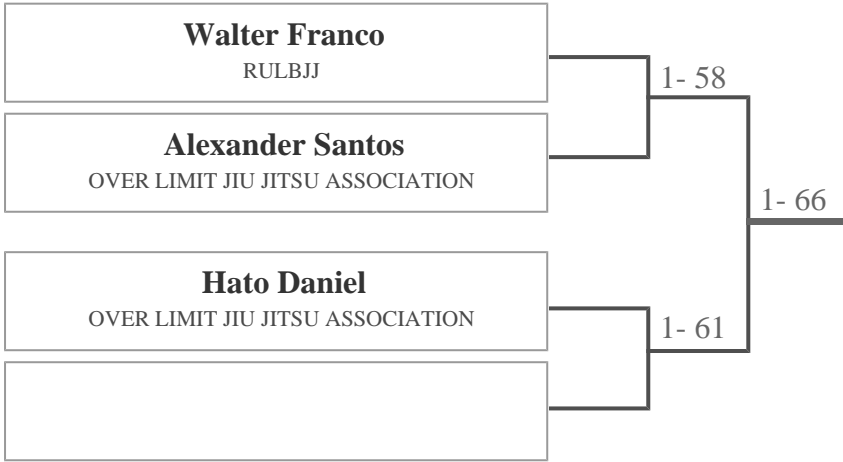 Walter Franco
RULBJJ
1- 58
Alexander Santos
OVER LIMIT JIU JITSU ASSOCIATION
1- 66
Hato Daniel
OVER LIMIT JIU JITSU ASSOCIATION
1- 61